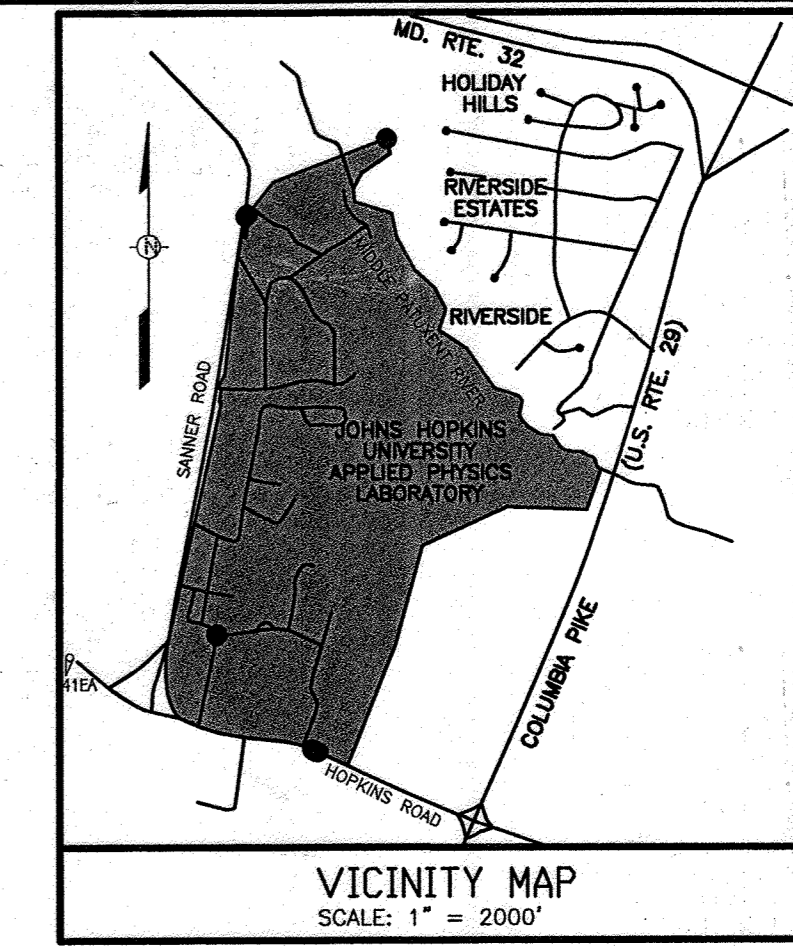 MD. RTE. 32
HOLIDAY
HILLS
RIVERSIDE
ESTATES
N
MIDDLE PATUXENT RIVER
RIVERSIDE
(U.S. RTE. 29)
SANNER ROAD
JOHNS HOPKINS
UNIVERSITY
APPLIED PHYSICS
LABORATORY
COLUMBIA PIKE
41EA
HOPKINS ROAD
VICINITY MAP
SCALE: 1" = 2000'